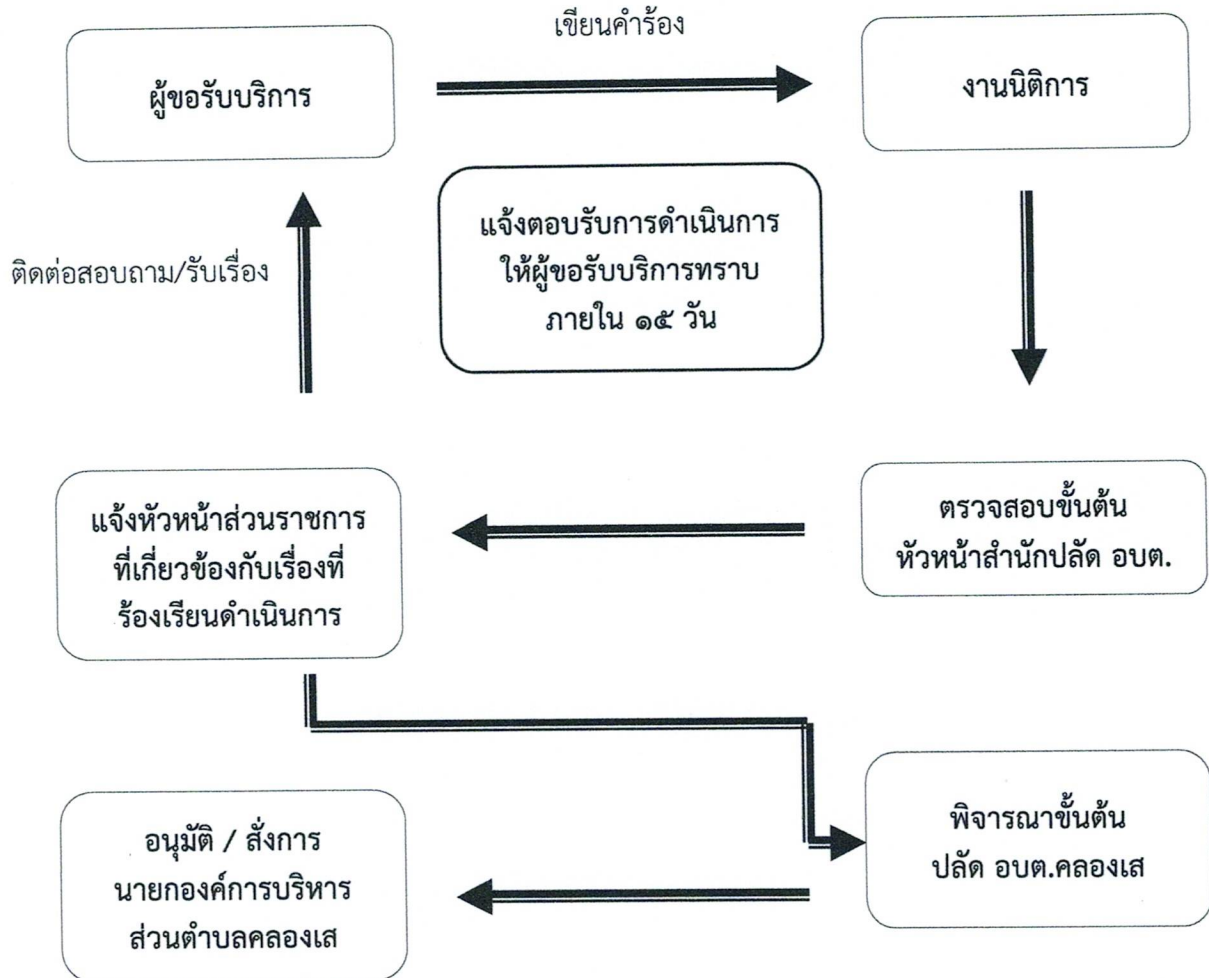 เขียนคำร้อง
ผู้ขอรับบริการ
งานนิติการ
แจ้งตอบรับการดำเนินการ
ให้ผู้ขอรับบริการทราบ
ภายใน ๑๕ วัน
ติดต่อสอบถาม/รับเรื่อง
แจ้งหัวหน้าส่วนราชการ
ที่เกี่ยวข้องกับเรื่องที่
ร้องเรียนดำเนินการ
ตรวจสอบขั้นต้น
หัวหน้าสำนักปลัด อบต.
พิจารณาขั้นต้น
ปลัด อบต.คลองเส
อนุมัติ / สั่งการ
นายกองค์การบริหาร
ส่วนตำบลคลองเส